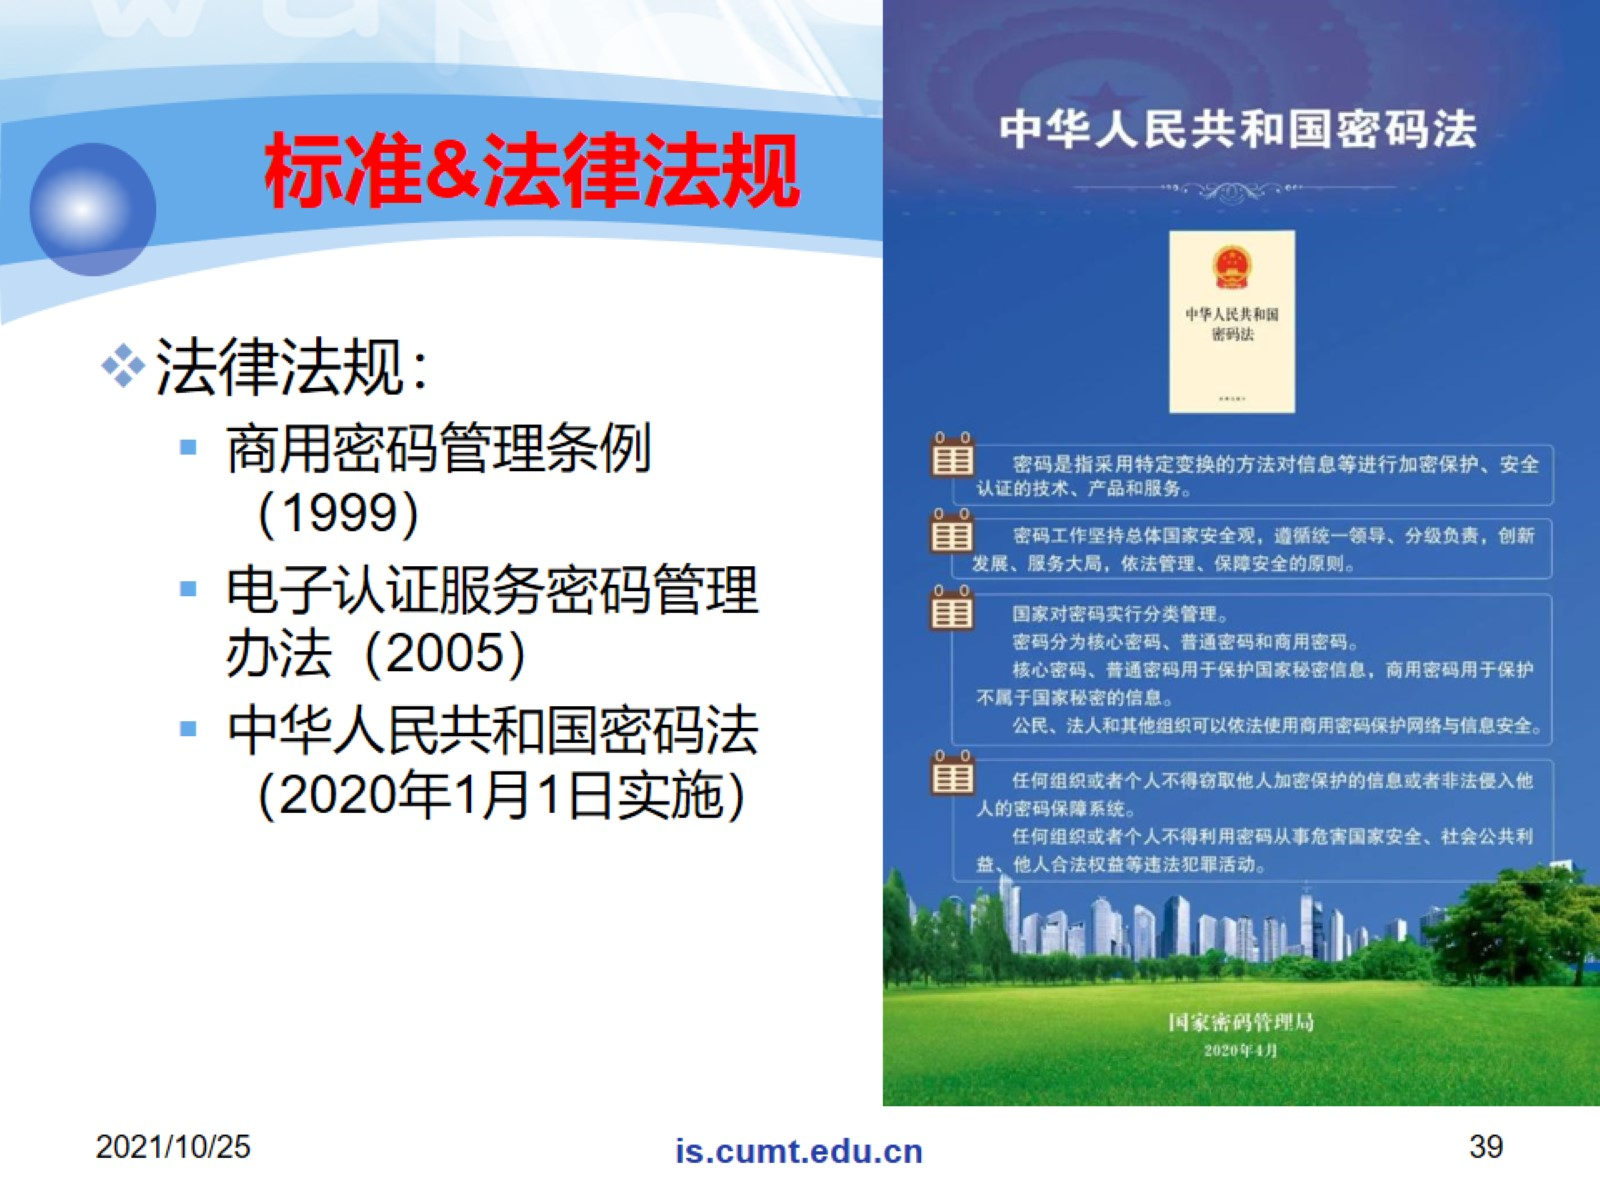 标准&法律法规
法律法规：
商用密码管理条例
（1999）
电子认证服务密码管理
办法（2005）
中华人民共和国密码法
（2020年1月1日实施）
中华人民共和国密码法
中华人民共和国
密码法
密码是指采用特定变换的方法对信息等进行加密保护、安全
认证的技术、产品和服务。
密码工作坚持总体国家安全观，遵循统一领导、分级负责，创新
发展、服务大局，依法管理、保障安全的原则。
国家对密码实行分类管理。
密码分为核心密码、普通密码和商用密码。
核心密码、普通密码用于保护国家秘密信息，商用密码用于保护
不属于国家秘密的信息。
公民、法人和其他组织可以依法使用商用密码保护网络与信息安全。
任何组织或者个人不得窃取他人加密保护的信息或者非法侵入他
人的密码保障系统。
任何组织或者个人不得利用密码从事危害国家安全、社会公共利
益、他人合法权益等违法犯罪活动。
国家密码管理局
2020年4月
2021/10/25
is.cumt.edu.cn
39